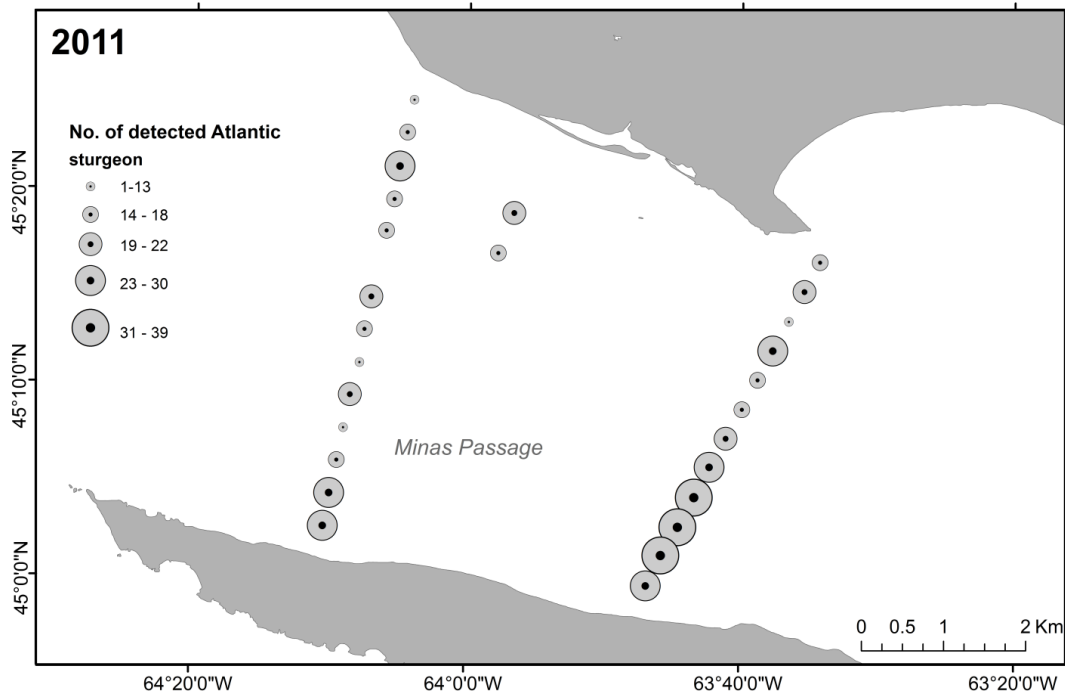 2011
No. of detected Atlantic
sturgeon
1-13
14 - 18
19 - 22
23 - 30
31 - 39
45°20'0"N
45°10'0"N
45°0'0"N
Minas Passage
0 0.5 1 2 Km
64°20'0"W 64°0'0"W 63°40'0"W 63°20'0"W